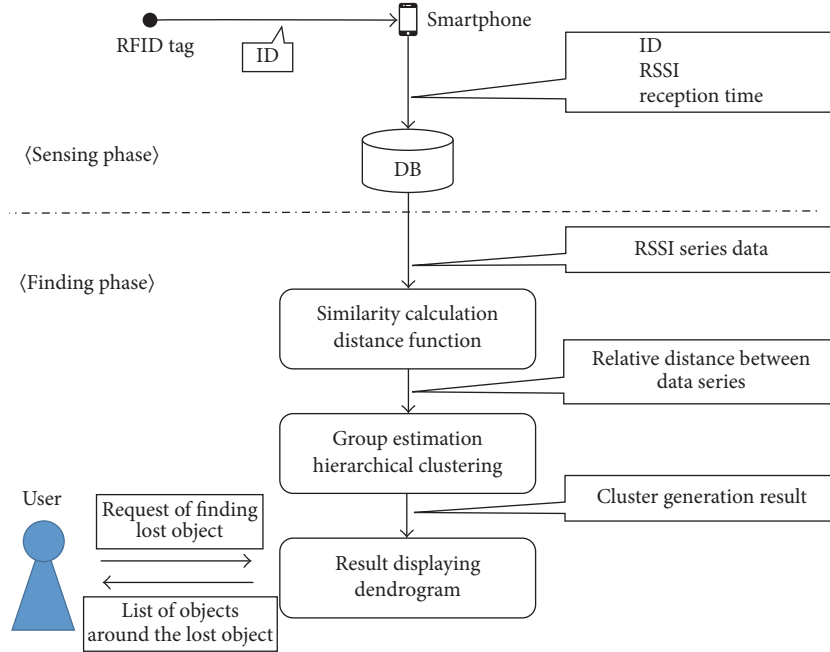 Smartphone
RFID tag
ID
ID
RSSI
reception time
⟨Sensing phase⟩
DB
RSSI series data
⟨Finding phase⟩
Similarity calculation
distance function
Relative distance between
data series
Group estimation
hierarchical clustering
User
Request of finding
lost object
Cluster generation result
Result displaying
dendrogram
List of objects
around the lost object